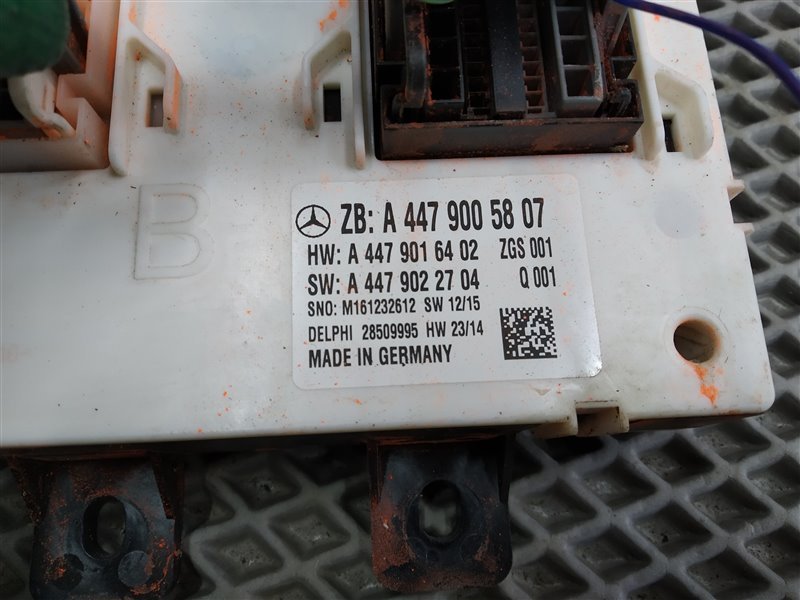 B
ZB: A 447 900 58 07
HW: A 447 901 64 02 ZGS 001
SW: A 447 902 27 04 Q 001
SNO: M161232612 SW 12/15
DELPHI 28509995 HW 23/14
MADE IN GERMANY